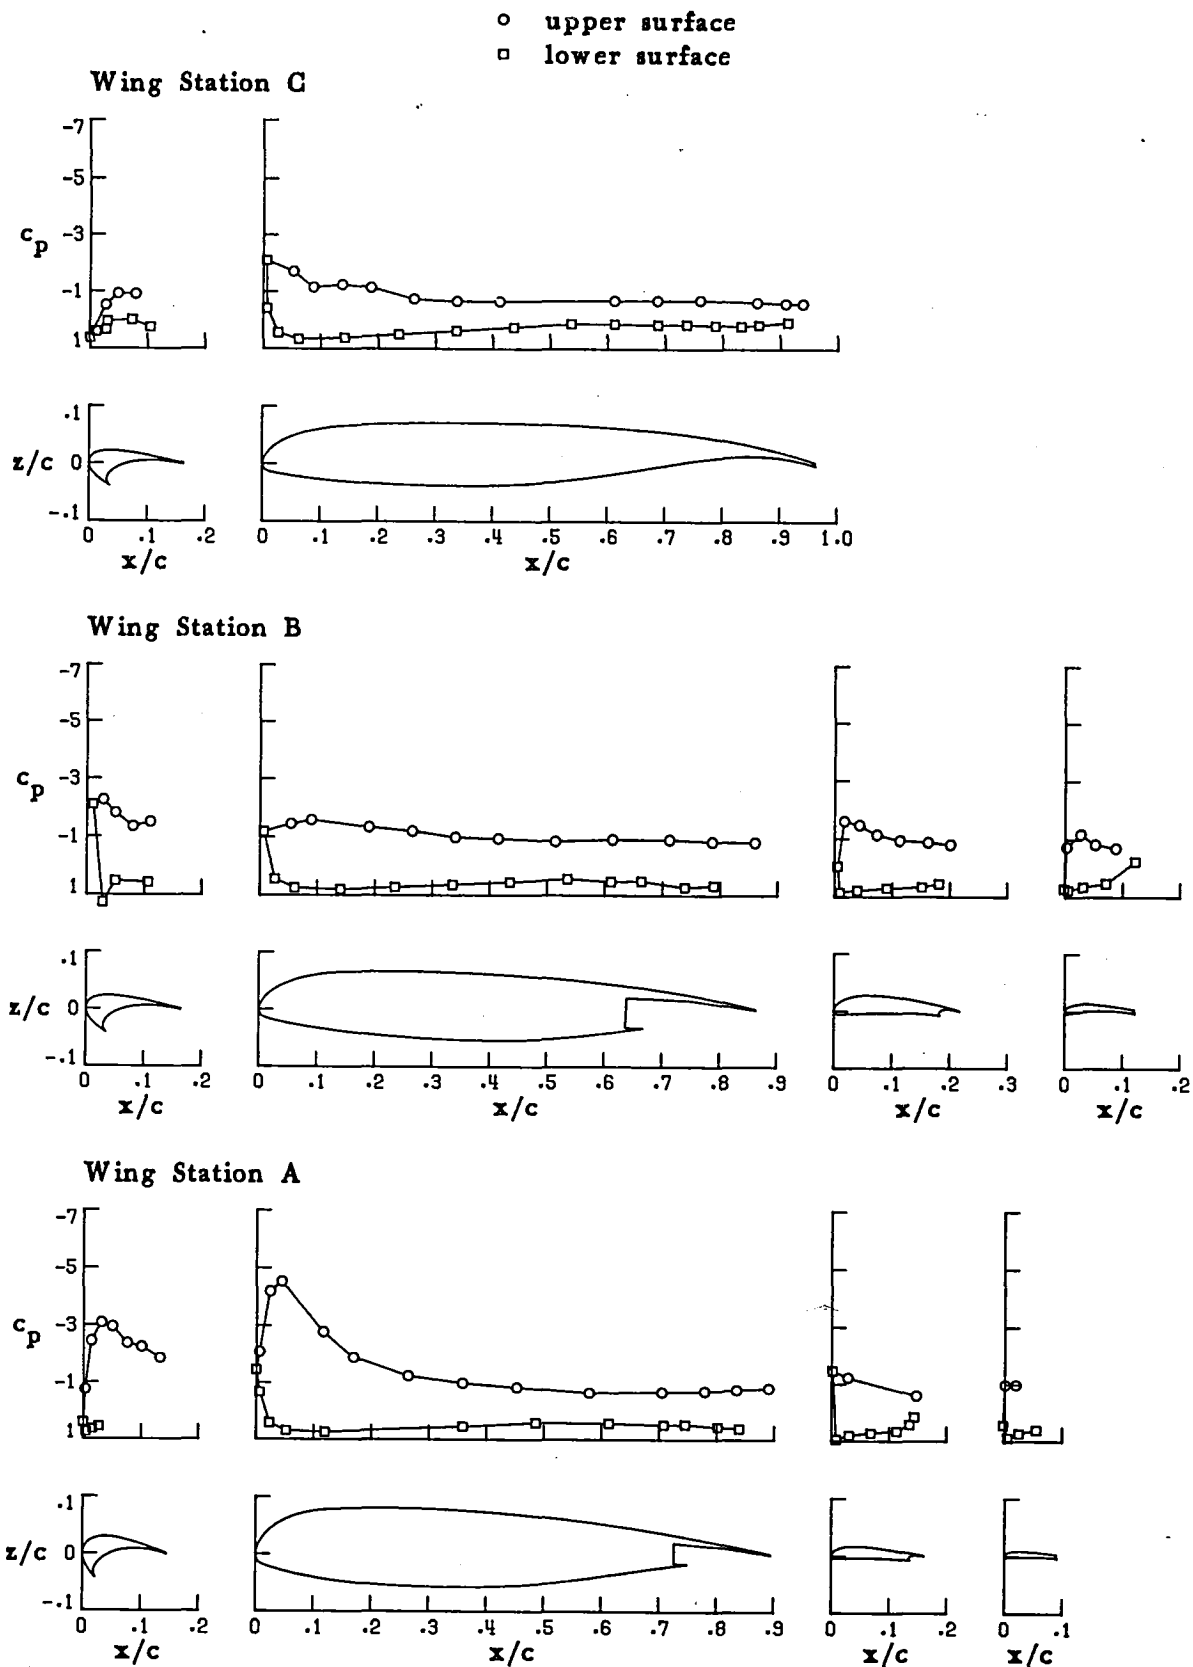 upper surface
lower surface
Wing Station C
-7
-5
c_p -3
-1
1
.1
z/c 0
-.1
0 .2 0 .1 .2 .3 .4 .5 .6 .7 .8 .9 1.0
x/c x/c
Wing Station B
-7
-5
c_p -3
-1
1
.1
z/c 0
-.1
0 .2 0 .1 .2 .3 .4 .5 .6 .7 .8 .9 0 .1 .2 .3 0 .1 .2
x/c x/c x/c x/c
Wing Station A
-7
-5
c_p -3
-1
1
.1
z/c 0
-.1
0 .1 .2 0 .1 .2 .3 .4 .5 .6 .7 .8 .9 0 .1 .2 0 .1
x/c x/c x/c x/c